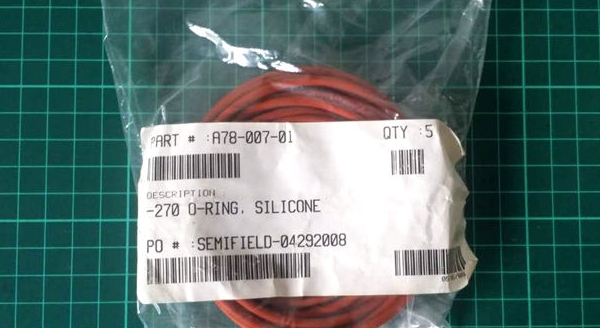 PART # :A78-007-01
QTY :5
DESCRIPTION
-270 O-RING, SILICONE
PO # :SEMIFIELD-04292008